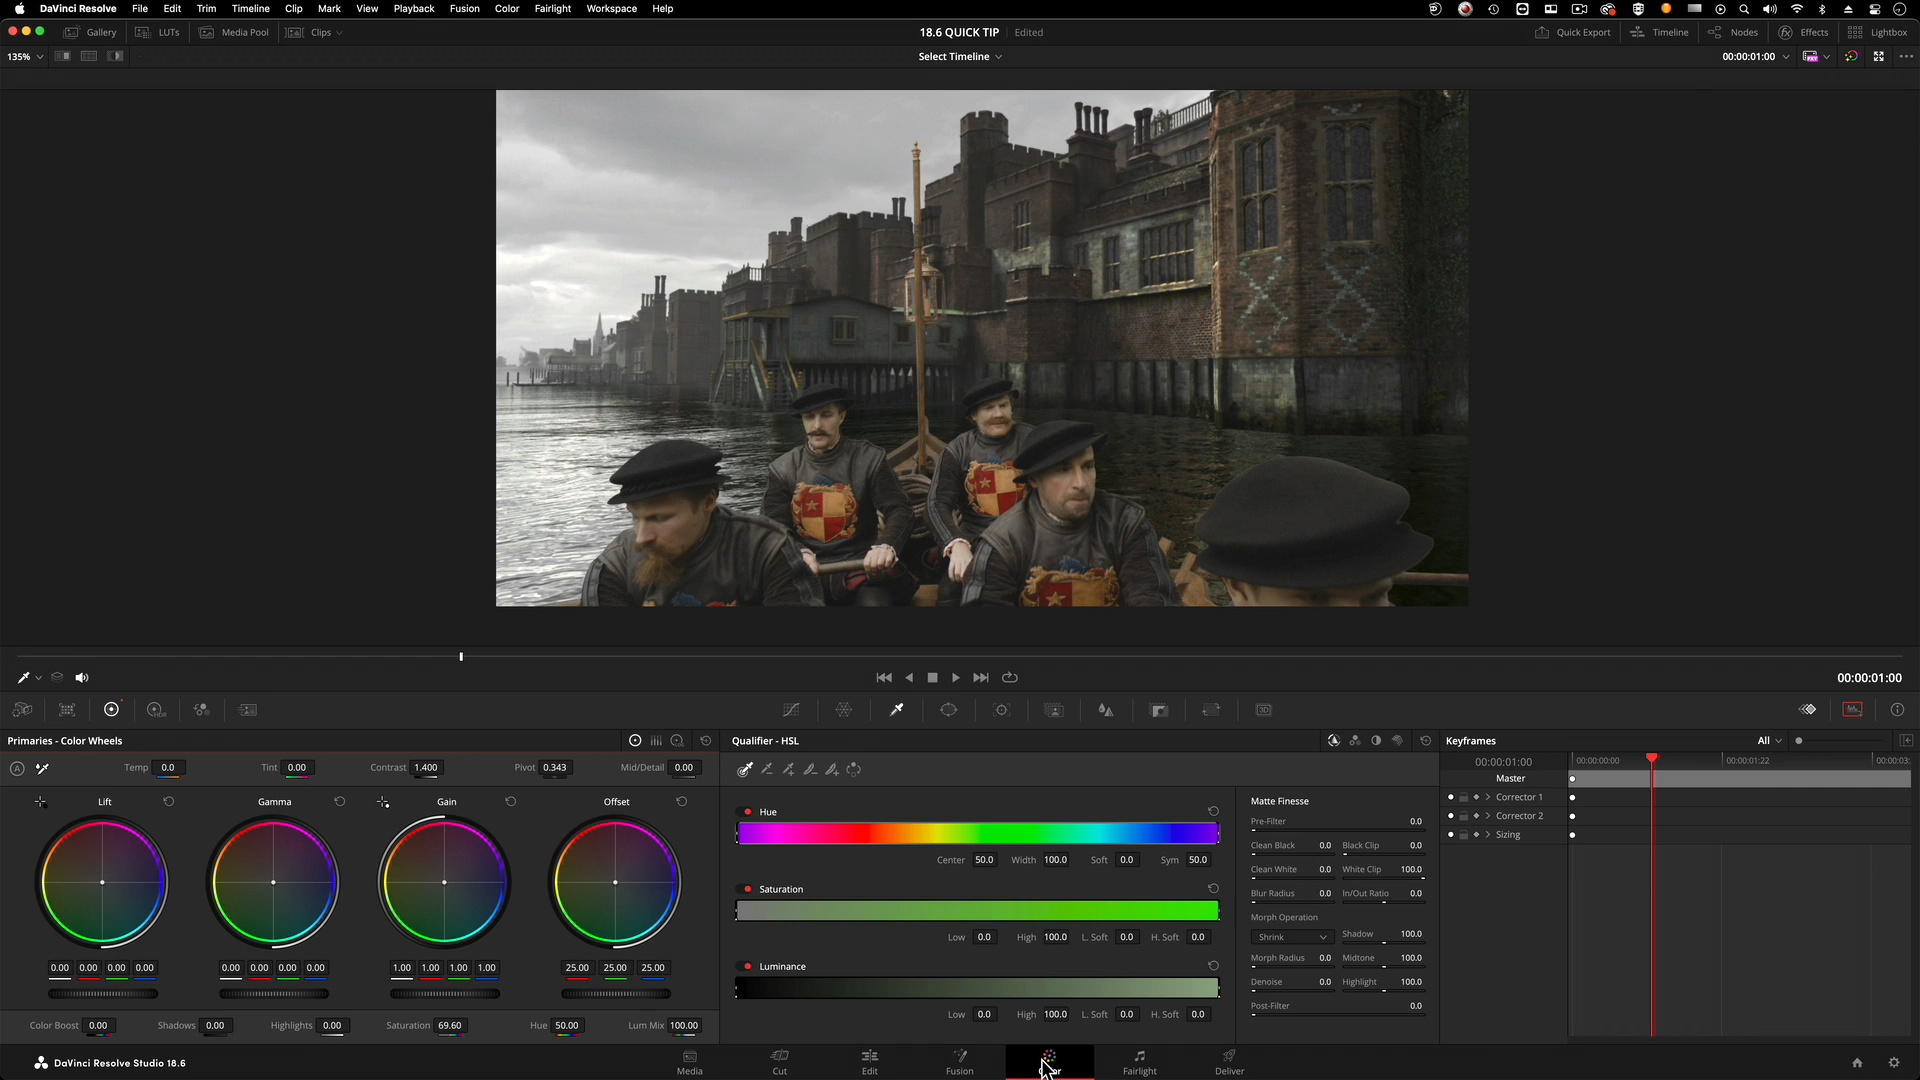 DaVinci Resolve File Edit Trim Timeline Clip Mark View Playback Fusion Color Fairlight Workspace Help
Gallery LUTs Media Pool Clips 18.6 QUICK TIP Edited Quick Export Timeline Nodes Effects Lightbox
135% Select Timeline 00:00:01:00
00:00:01:00
Primaries - Color Wheels
Temp 0.0 Tint 0.00 Contrast 1.400 Pivot 0.343 Mid/Detail 0.00
Lift Gamma Gain Offset
0.00 0.00 0.00 0.00 0.00 0.00 0.00 0.00 1.00 1.00 1.00 1.00 25.00 25.00 25.00
Color Boost 0.00 Shadows 0.00 Highlights 0.00 Saturation 69.60 Hue 50.00 Lum Mix 100.00
Qualifier - HSL
Hue
Center 50.0 Width 100.0 Soft 0.0 Sym 50.0
Saturation
Low 0.0 High 100.0 L. Soft 0.0 H. Soft 0.0
Luminance
Low 0.0 High 100.0 L. Soft 0.0 H. Soft 0.0
Matte Finesse
Pre-Filter 0.0
Clean Black 0.0 Black Clip 0.0
Clean White 0.0 White Clip 100.0
Blur Radius 0.0 In/Out Ratio 0.0
Morph Operation
Shrink Shadow 100.0
Morph Radius 0.0 Midtone 100.0
Denoise 0.0 Highlight 100.0
Post-Filter 0.0
Keyframes All
00:00:01:00 00:00:00:00 00:00:01:22 00:00:03:
Master
Corrector 1
Corrector 2
Sizing
DaVinci Resolve Studio 18.6 Media Cut Edit Fusion Fairlight Deliver